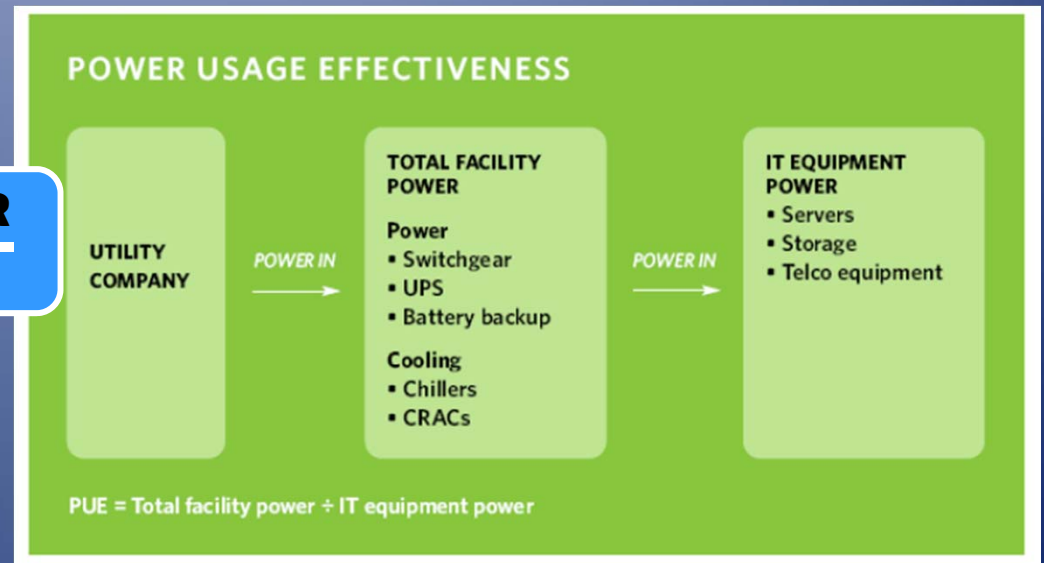 POWER USAGE EFFECTIVENESS
R
UTILITY
COMPANY
POWER IN
TOTAL FACILITY
POWER
Power
▪ Switchgear
▪ UPS
▪ Battery backup
Cooling
▪ Chillers
▪ CRACs
POWER IN
IT EQUIPMENT
POWER
▪ Servers
▪ Storage
▪ Telco equipment
PUE = Total facility power ÷ IT equipment power